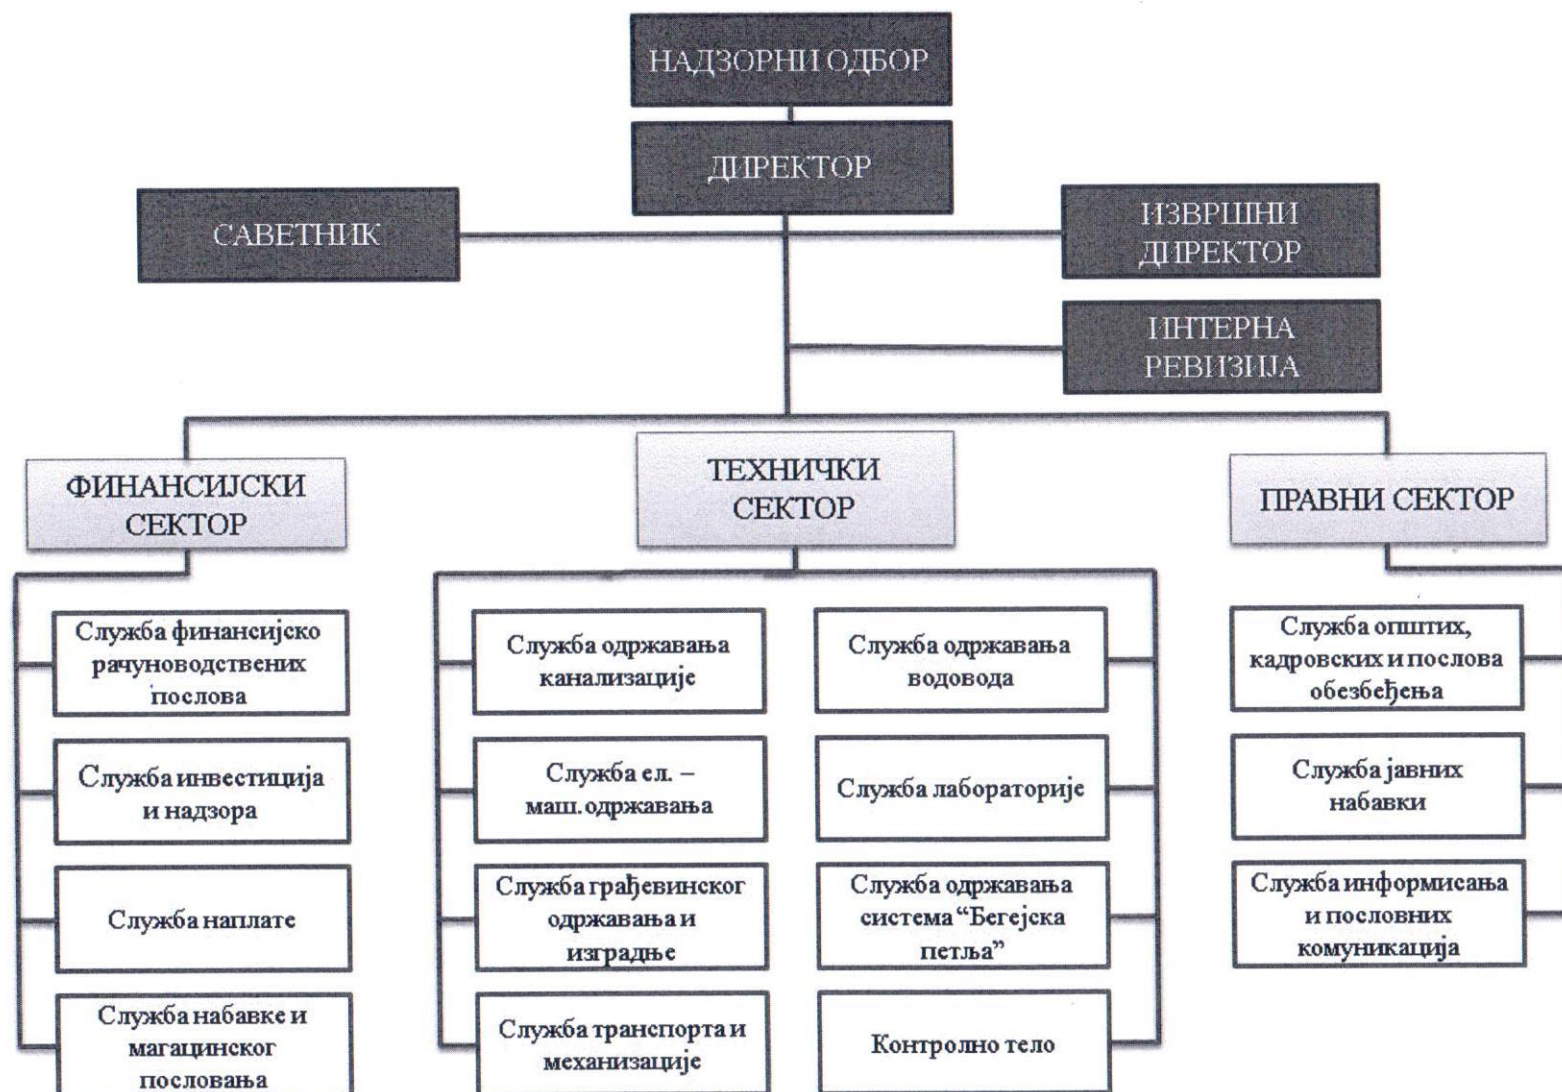 НАДЗОРНИ ОДБОР
ДИРЕКТОР
САВЕТНИК
ИЗВРШНИ
ДИРЕКТОР
ИНТЕРНА
РЕВИЗИЈА
ФИНАНСИЈСКИ
СЕКТОР
ТЕХНИЧКИ
СЕКТОР
ПРАВНИ СЕКТОР
Служба финансијско
рачуноводствених
послова
Служба инвестиција
и надзора
Служба наплате
Служба набавке и
магацинског
пословања
Служба одржавања
канализације
Служба ел. –
маш.одржавања
Служба грађевинског
одржавања и
изградње
Служба транспорта и
механизације
Служба одржавања
водовода
Служба лабораторије
Служба одржавања
система “Бегејска
петља”
Контролно тело
Служба општих,
кадровских и послова
обезбеђења
Служба јавних
набавки
Служба информисања
и пословних
комуникација